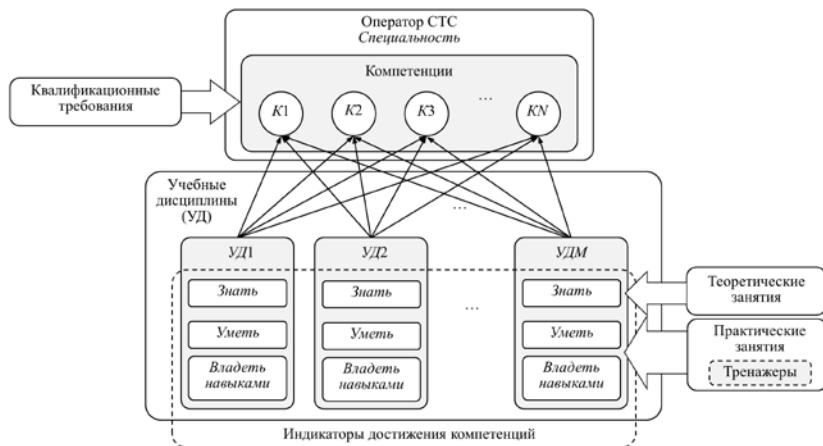 Оператор СТС
Специальность
Компетенции
Квалификационные
требования
К1
К2
К3
...
КN
Учебные
дисциплины
(УД)
...
УД1
УД2
УДМ
Знать
Знать
...
Знать
Уметь
Уметь
Уметь
Владеть
навыками
Владеть
навыками
Владеть
навыками
Теоретические
занятия
Практические
занятия
Тренажеры
Индикаторы достижения компетенций